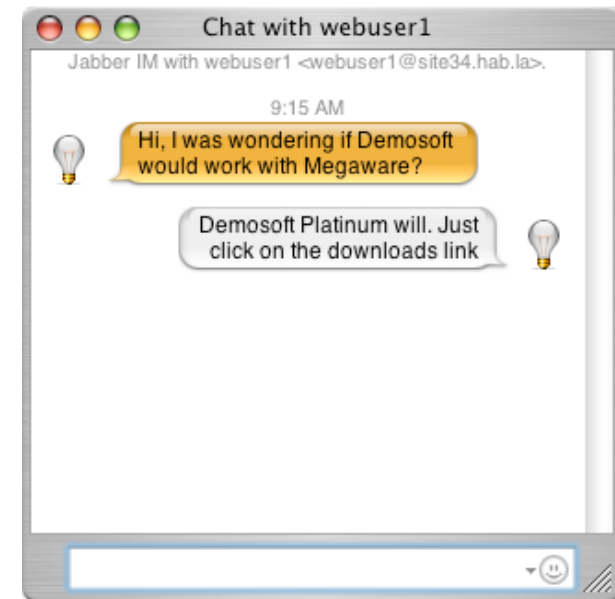 Chat with webuser1
Jabber IM with webuser1 <webuser1@site34.hab.la>.
9:15 AM
Hi, I was wondering if Demosoft
would work with Megaware?
Demosoft Platinum will. Just
click on the downloads link